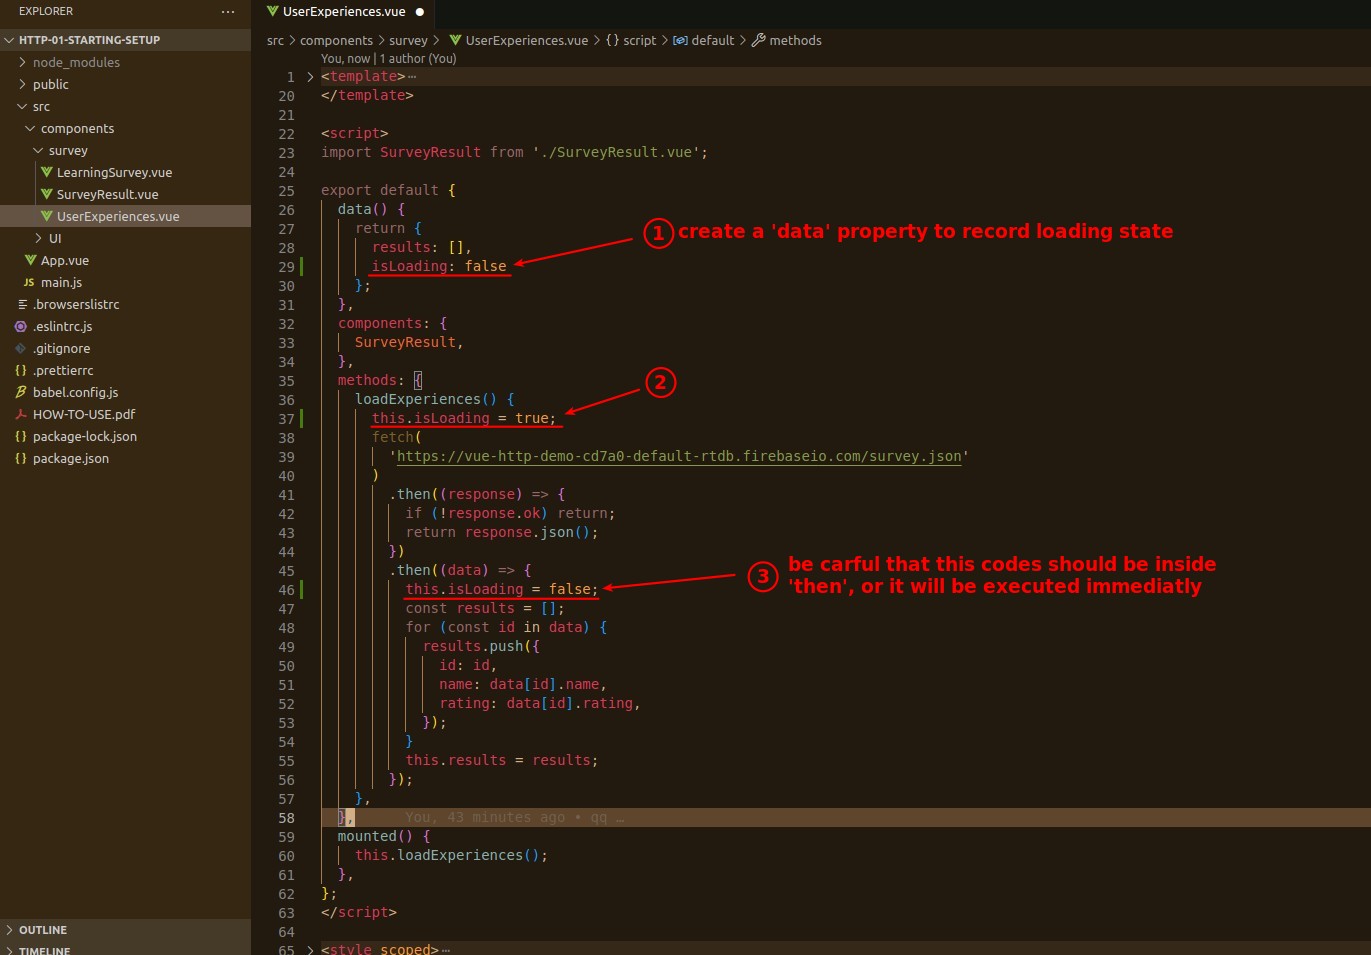 EXPLORER ···
HTTP-01-STARTING-SETUP
node_modules
public
src
components
survey
LearningSurvey.vue
SurveyResult.vue
UserExperiences.vue
UI
App.vue
JS main.js
.browserslistrc
.eslintrc.js
.gitignore
{} .prettierrc
babel.config.js
HOW-TO-USE.pdf
{} package-lock.json
{} package.json
OUTLINE
TIMELINE
UserExperiences.vue ●
src > components > survey > UserExperiences.vue > {} script > default > methods
You, now | 1 author (You)
1 > <template>···
20 </template>
21
22 <script>
23 import SurveyResult from './SurveyResult.vue';
24
25 export default {
26 data() {
27 return {
28 results: [],
29 isLoading: false
30 };
31 },
32 components: {
33 SurveyResult,
34 },
35 methods: {
36 loadExperiences() {
37 this.isLoading = true;
38 fetch(
39 'https://vue-http-demo-cd7a0-default-rtdb.firebaseio.com/survey.json'
40 )
41 .then((response) => {
42 if (!response.ok) return;
43 return response.json();
44 })
45 .then((data) => {
46 this.isLoading = false;
47 const results = [];
48 for (const id in data) {
49 results.push({
50 id: id,
51 name: data[id].name,
52 rating: data[id].rating,
53 });
54 }
55 this.results = results;
56 });
57 },
58 }, You, 43 minutes ago • qq …
59 mounted() {
60 this.loadExperiences();
61 },
62 };
63 </script>
64
65 > <style scoped>···
1 create a 'data' property to record loading state
2
3 be carful that this codes should be inside
'then', or it will be executed immediatly